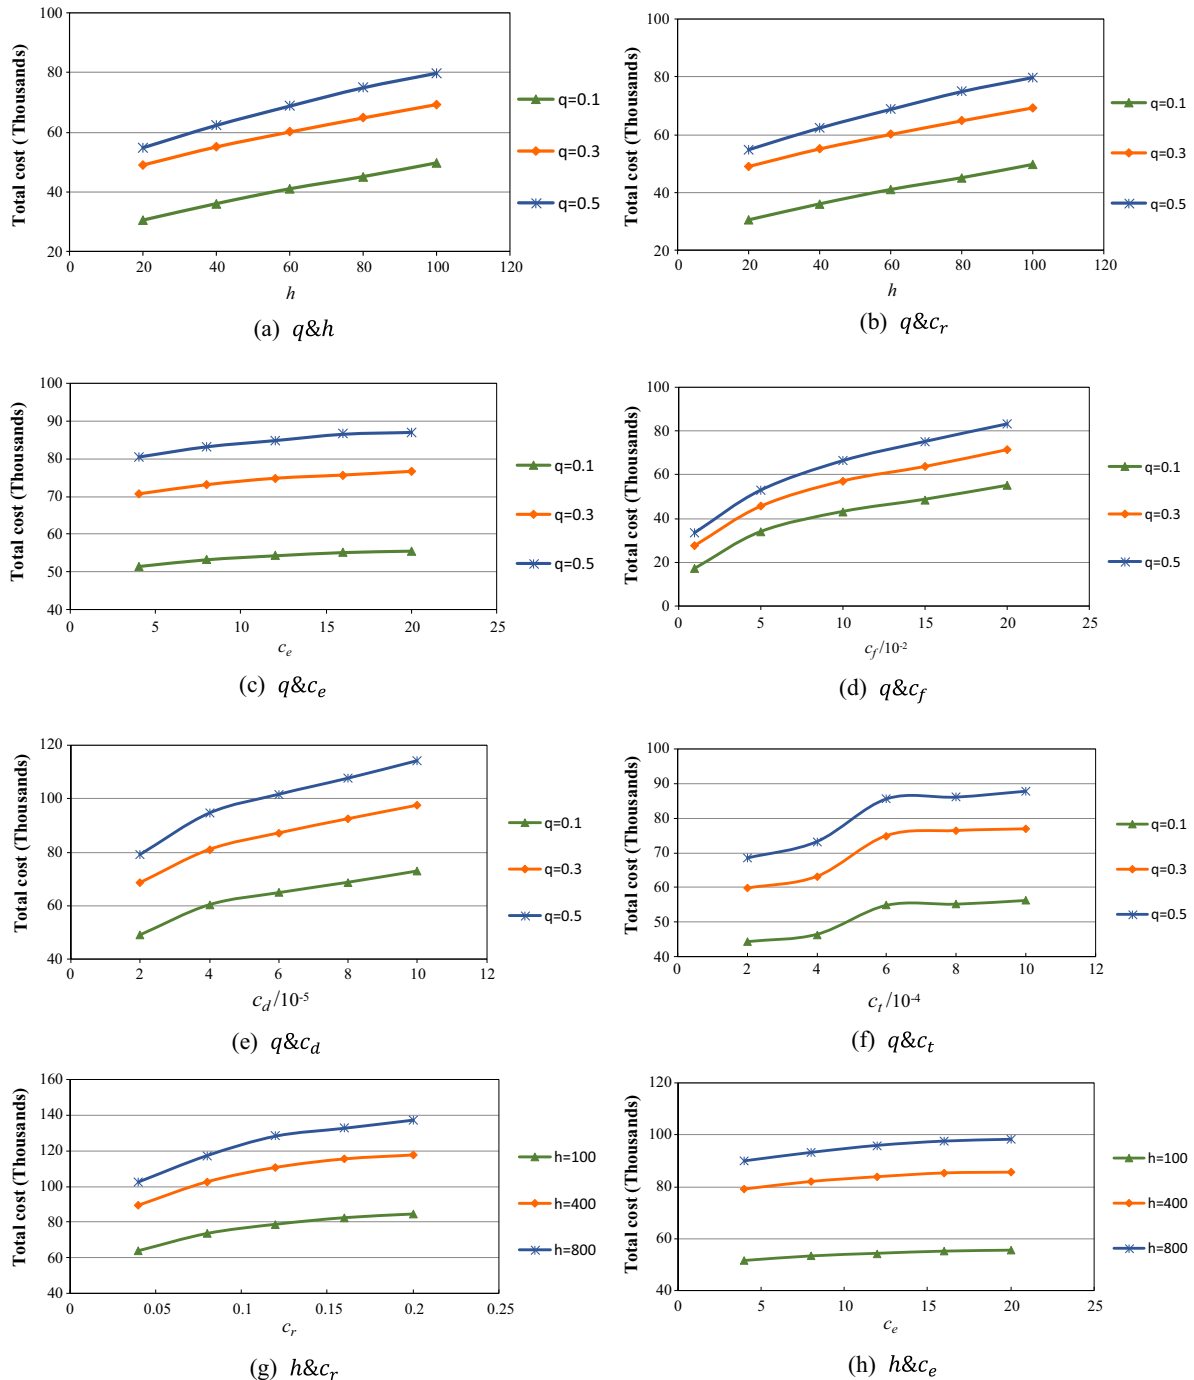 100
80
60
40
20
0 20 40 60 80 100 120
Total cost (Thousands)
h
q=0.1
q=0.3
q=0.5
(a) q&h
100
80
60
40
20
0 20 40 60 80 100 120
Total cost (Thousands)
h
q=0.1
q=0.3
q=0.5
(b) q&cᵣ
100
90
80
70
60
50
40
0 5 10 15 20 25
Total cost (Thousands)
cₑ
q=0.1
q=0.3
q=0.5
(c) q&cₑ
100
80
60
40
20
0
0 5 10 15 20 25
Total cost (Thousands)
c_f/10⁻²
q=0.1
q=0.3
q=0.5
(d) q&c_f
120
100
80
60
40
0 2 4 6 8 10 12
Total cost (Thousands)
c_d/10⁻⁵
q=0.1
q=0.3
q=0.5
(e) q&c_d
100
90
80
70
60
50
40
0 2 4 6 8 10 12
Total cost (Thousands)
cₜ/10⁻⁴
q=0.1
q=0.3
q=0.5
(f) q&cₜ
160
140
120
100
80
60
40
0 0.05 0.1 0.15 0.2 0.25
Total cost (Thousands)
cᵣ
h=100
h=400
h=800
(g) h&cᵣ
120
100
80
60
40
0 5 10 15 20 25
Total cost (Thousands)
cₑ
h=100
h=400
h=800
(h) h&cₑ